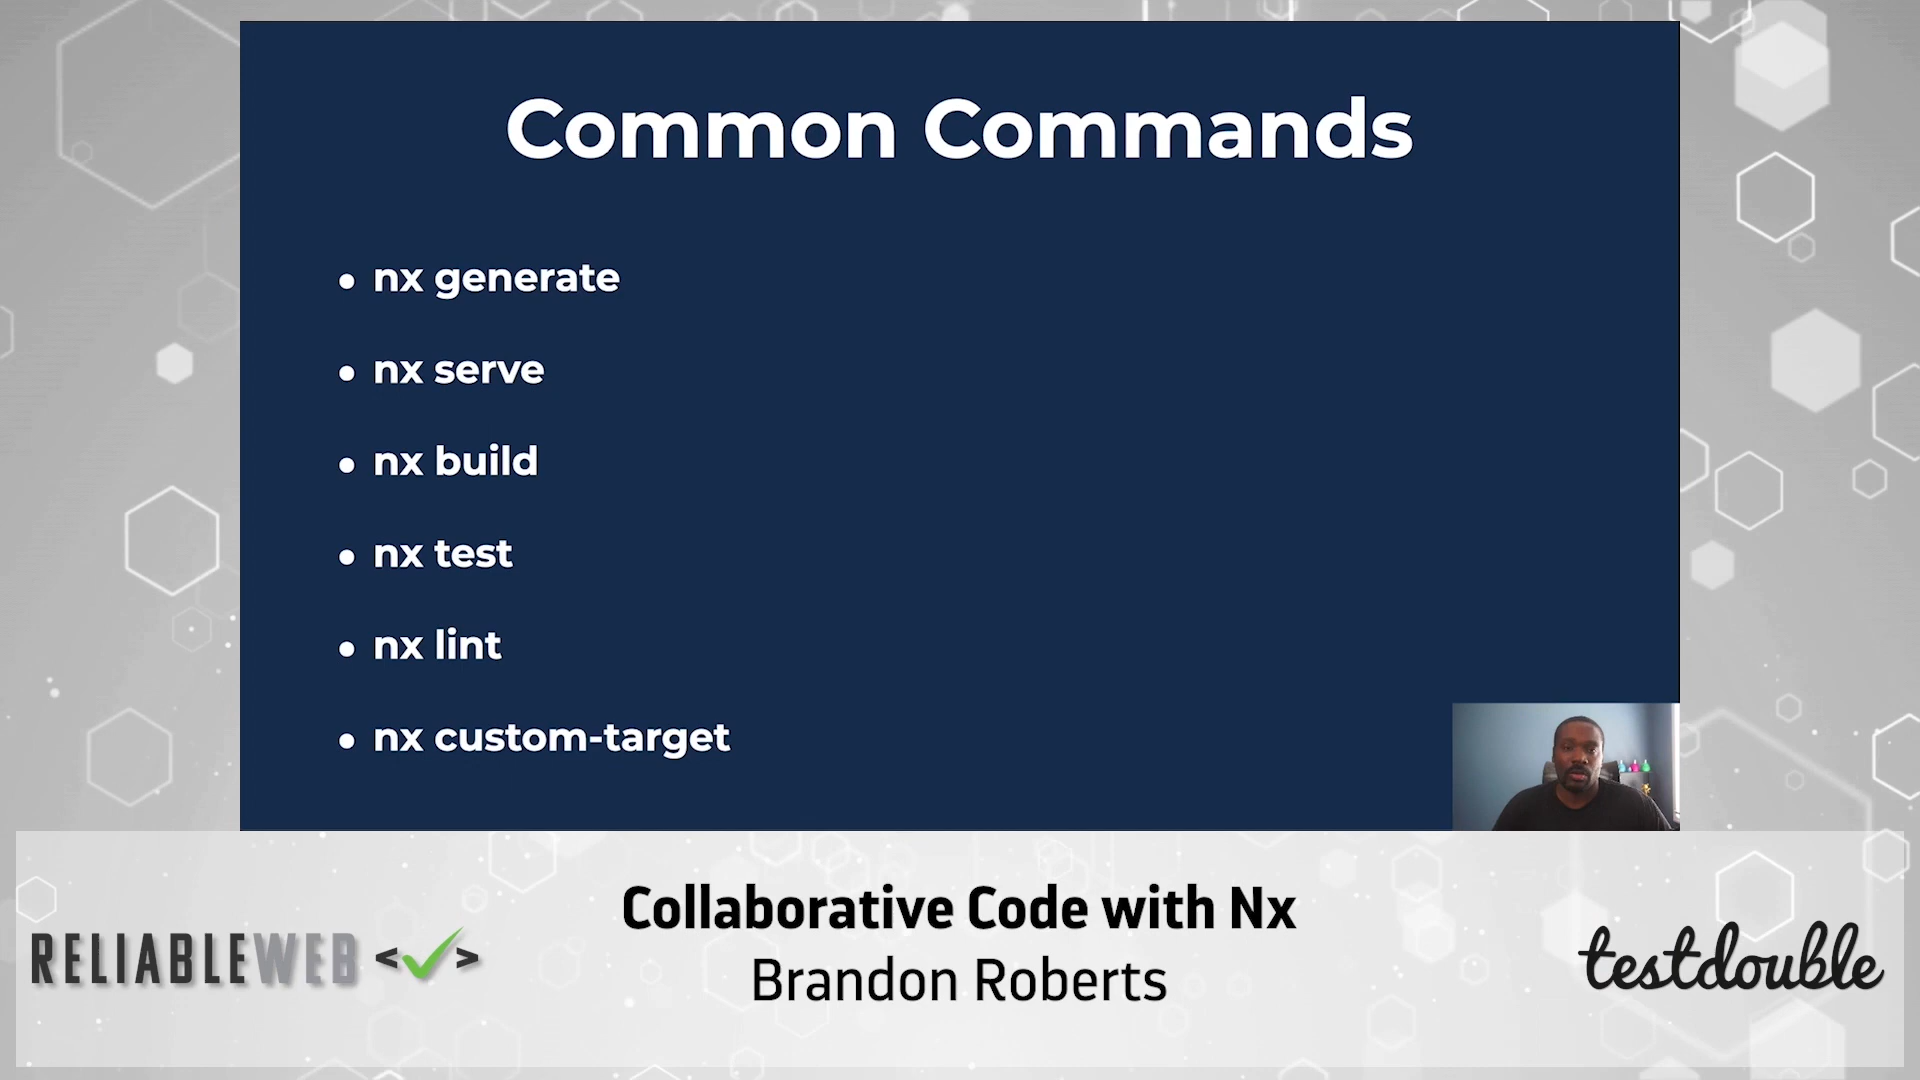 Common Commands
• nx generate
• nx serve
• nx build
• nx test
• nx lint
• nx custom-target
Collaborative Code with Nx
Brandon Roberts
RELIABLEWEB <✓>
testdouble